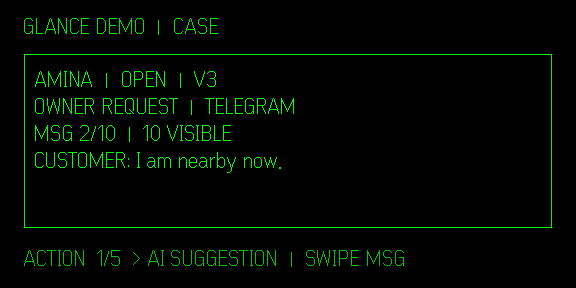 GLANCE DEMO | CASE
AMINA | OPEN | V3
OWNER REQUEST | TELEGRAM
MSG 2/10 | 10 VISIBLE
CUSTOMER: I am nearby now.
ACTION 1/5 > AI SUGGESTION | SWIPE MSG